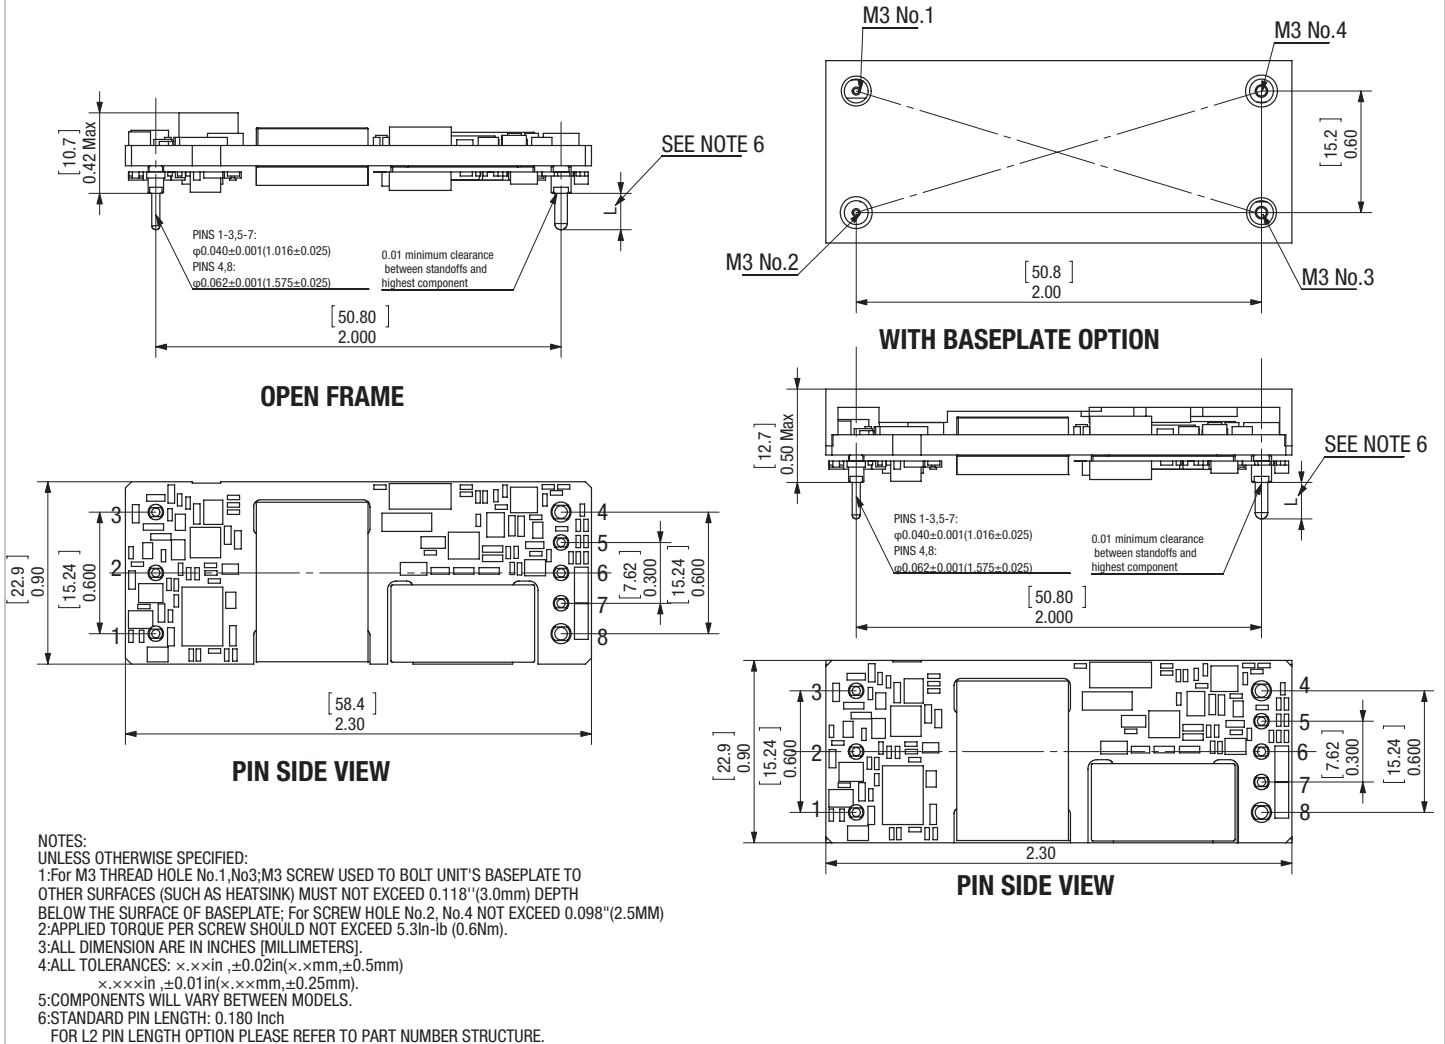 M3 No.1
M3 No.4
[10.7]
0.42 Max
SEE NOTE 6
L
PINS 1-3,5-7:
φ0.040±0.001(1.016±0.025)
PINS 4,8:
φ0.062±0.001(1.575±0.025)
0.01 minimum clearance
between standoffs and
highest component
[50.80]
2.000
OPEN FRAME
[15.2]
0.60
M3 No.2
M3 No.3
[50.8]
2.00
WITH BASEPLATE OPTION
[12.7]
0.50 Max
SEE NOTE 6
L
PINS 1-3,5-7:
φ0.040±0.001(1.016±0.025)
PINS 4,8:
φ0.062±0.001(1.575±0.025)
0.01 minimum clearance
between standoffs and
highest component
[50.80]
2.000
[22.9]
0.90
[15.24]
0.600
3
2
1
4
5
6
7
8
[7.62]
0.300
[15.24]
0.600
[58.4]
2.30
PIN SIDE VIEW
[22.9]
0.90
[15.24]
0.600
3
2
1
4
5
6
7
8
[7.62]
0.300
[15.24]
0.600
2.30
PIN SIDE VIEW
NOTES:
UNLESS OTHERWISE SPECIFIED:
1:For M3 THREAD HOLE No.1,No3;M3 SCREW USED TO BOLT UNIT'S BASEPLATE TO
OTHER SURFACES (SUCH AS HEATSINK) MUST NOT EXCEED 0.118''(3.0mm) DEPTH
BELOW THE SURFACE OF BASEPLATE; For SCREW HOLE No.2, No.4 NOT EXCEED 0.098"(2.5MM)
2:APPLIED TORQUE PER SCREW SHOULD NOT EXCEED 5.3In-lb (0.6Nm).
3:ALL DIMENSION ARE IN INCHES [MILLIMETERS].
4:ALL TOLERANCES: ×.××in ,±0.02in(×.×mm,±0.5mm)
×.×××in ,±0.01in(×.××mm,±0.25mm).
5:COMPONENTS WILL VARY BETWEEN MODELS.
6:STANDARD PIN LENGTH: 0.180 Inch
FOR L2 PIN LENGTH OPTION PLEASE REFER TO PART NUMBER STRUCTURE.